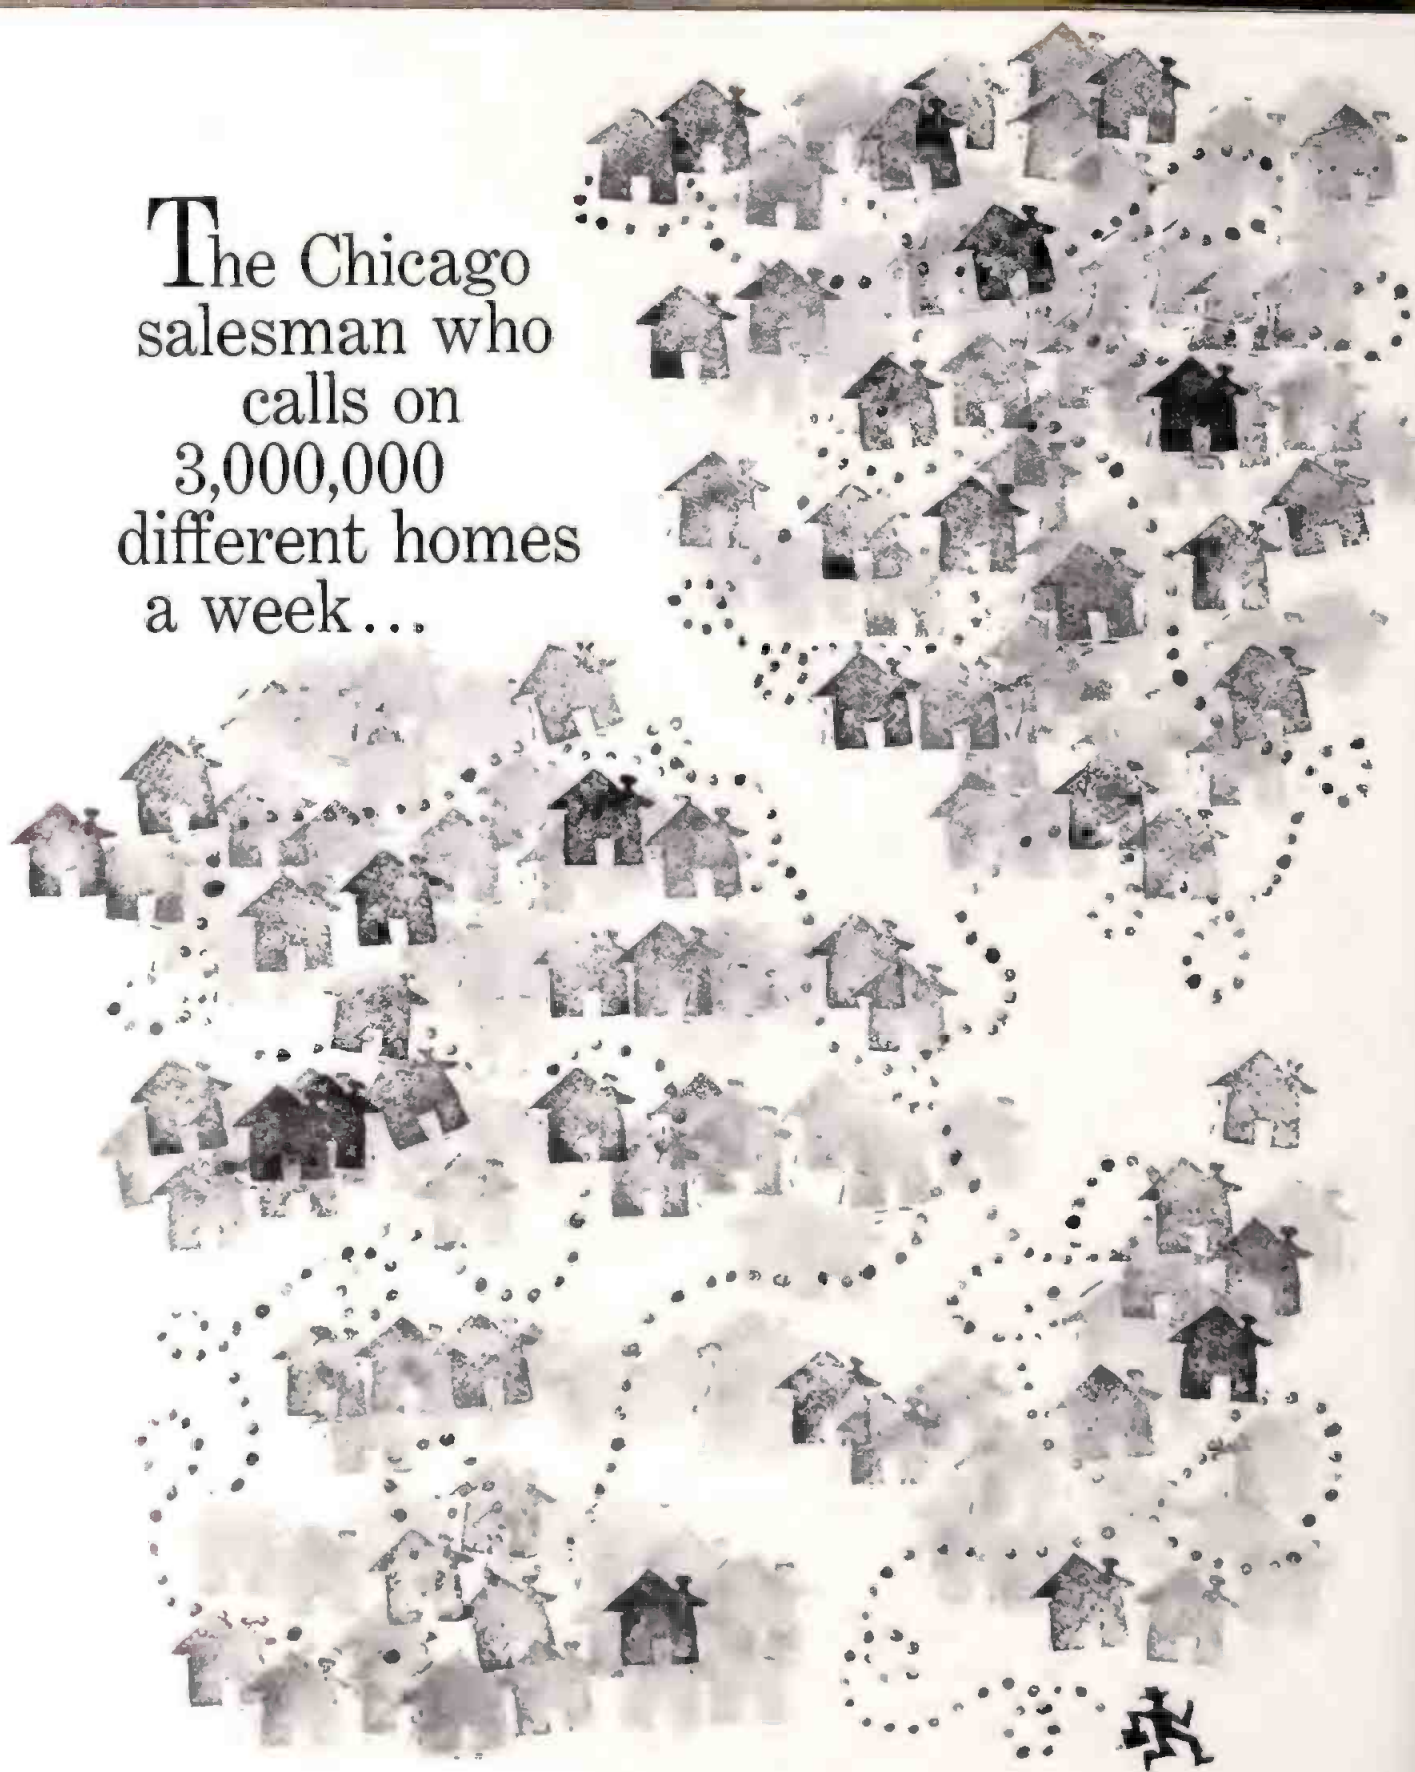 The Chicago
salesman who
calls on
3,000,000
different homes
a week...